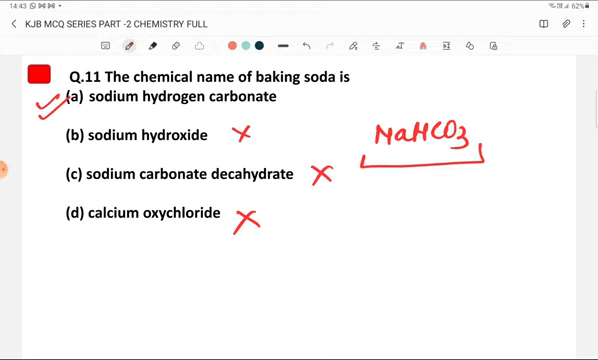 14:43
62%
KJB MCQ SERIES PART -2 CHEMISTRY FULL
Q.11 The chemical name of baking soda is
(a) sodium hydrogen carbonate
(b) sodium hydroxide
NaHCO3
(c) sodium carbonate decahydrate
(d) calcium oxychloride